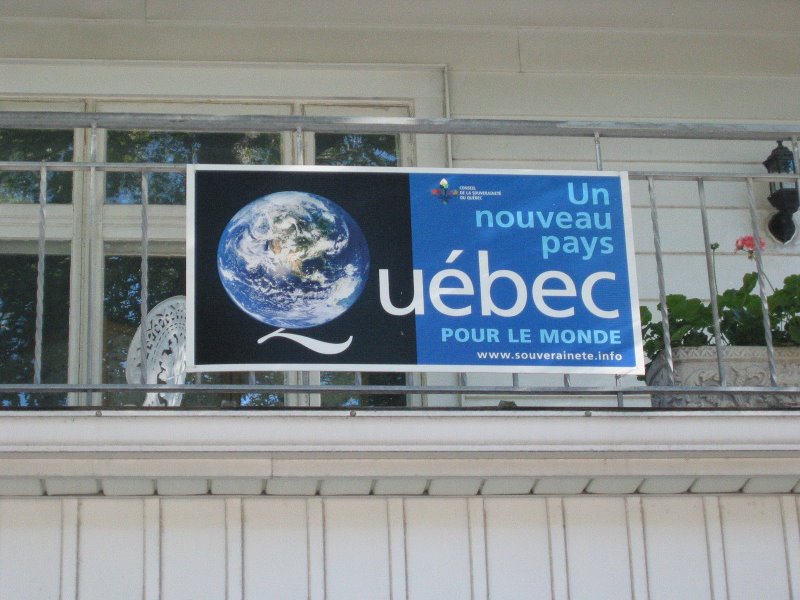 CONSEIL
DE LA SOUVERAINETÉ
DU QUÉBEC
Un
nouveau
pays
Québec
POUR LE MONDE
www.souverainete.info